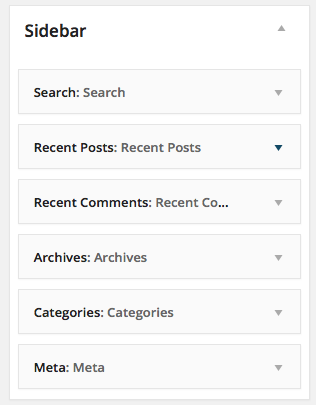 Sidebar
Search: Search
Recent Posts: Recent Posts
Recent Comments: Recent Co...
Archives: Archives
Categories: Categories
Meta: Meta